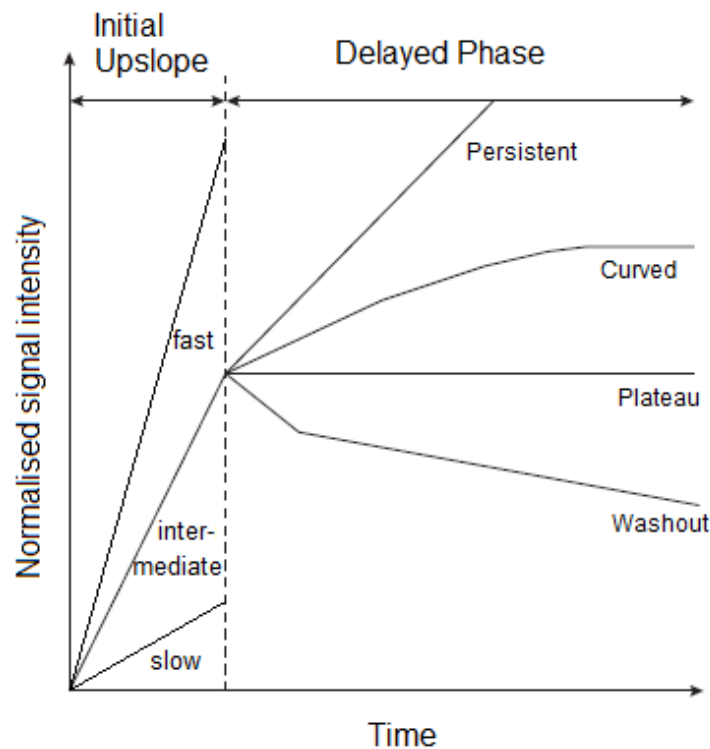 Initial
Upslope
Delayed Phase
Persistent
Curved
fast
Plateau
inter-
mediate
Washout
slow
Normalised signal intensity
Time